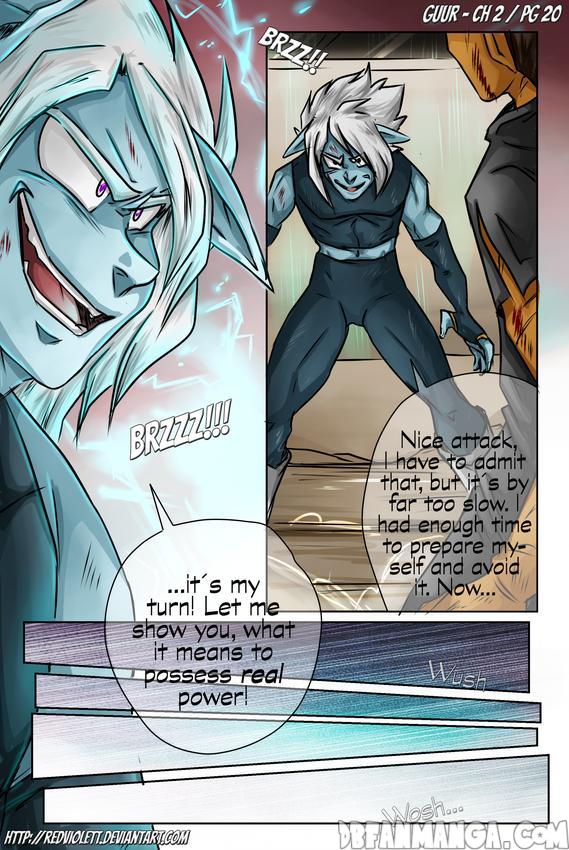 GUUR - CH 2 / PG 20
BRZZ!!
Nice attack,
I have to admit
that, but it´s by
far too slow. I
had enough time
to prepare my-
self and avoid
it. Now...
BRZZZ!!!
...it´s my
turn! Let me
show you, what
it means to
possess real
power!
Wush
Wosh...
HTTP://REDVIOLETT.DEVIANTART.COM
DBFANMANGA.COM